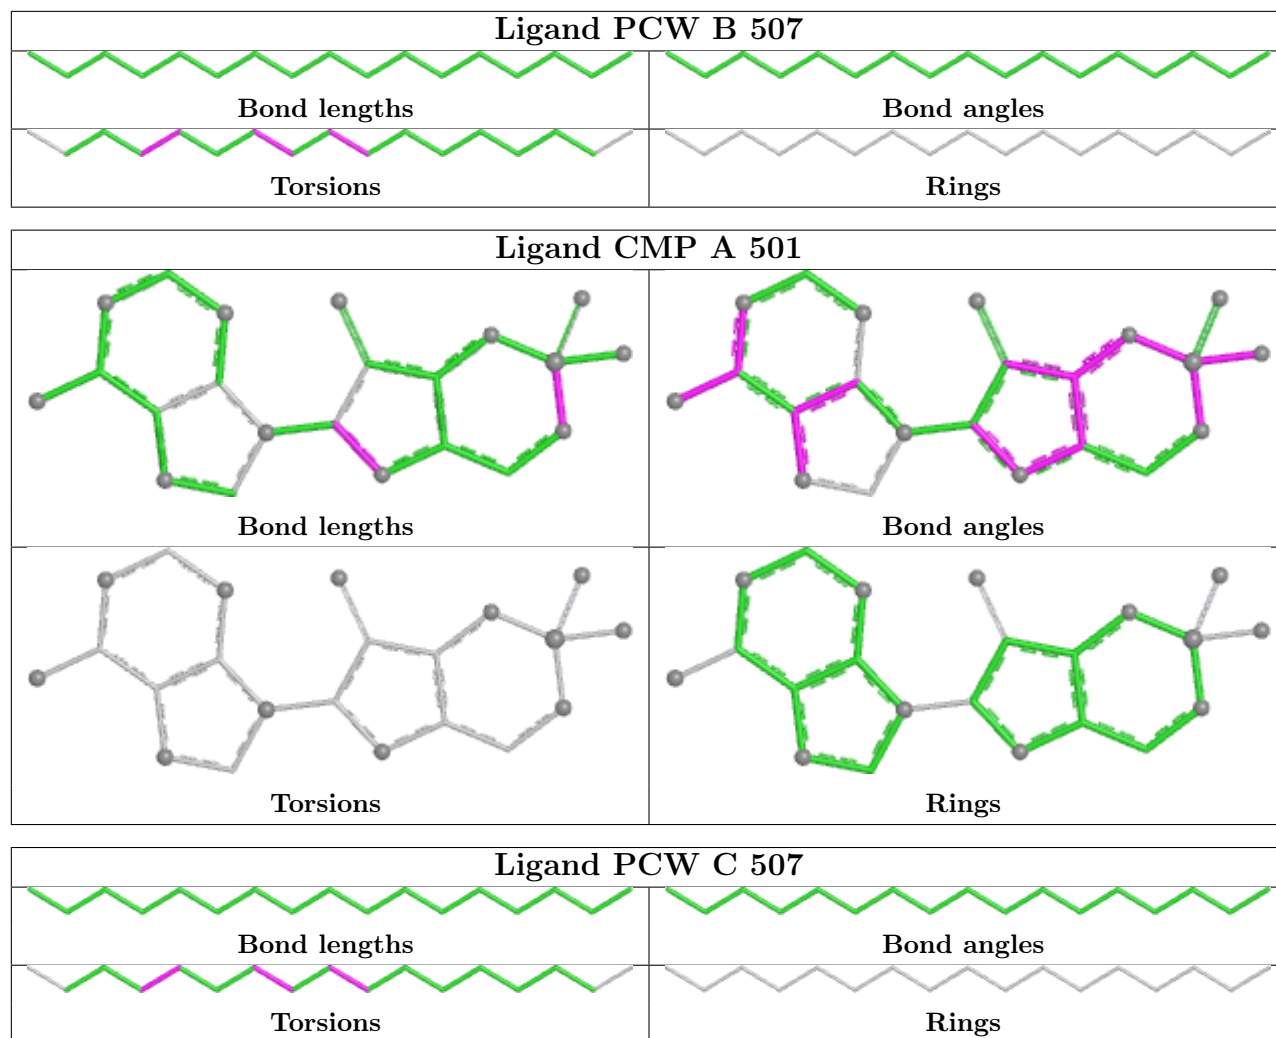 Ligand PCW B 507
Bond lengths
Bond angles
Torsions
Rings
Ligand CMP A 501
Bond lengths
Bond angles
Torsions
Rings
Ligand PCW C 507
Bond lengths
Bond angles
Torsions
Rings